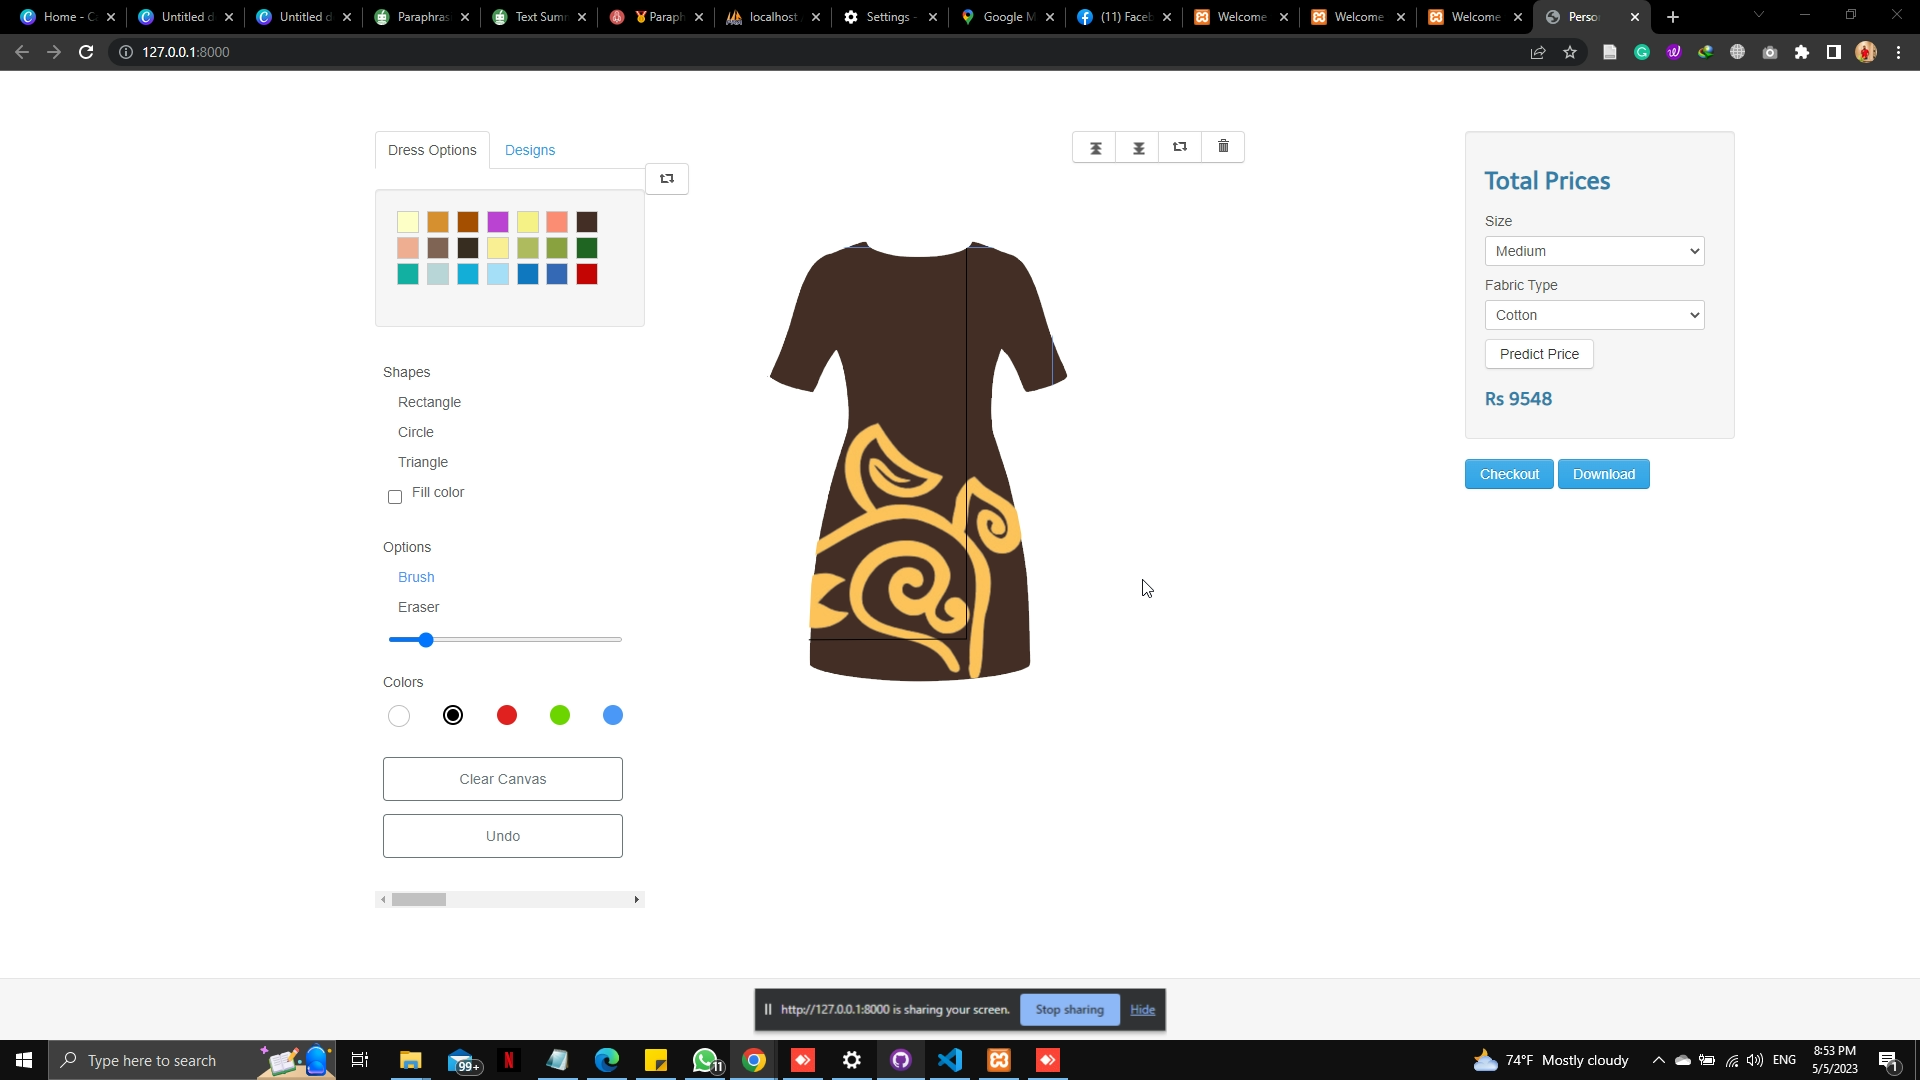 Home - C
Untitled d
Untitled d
Paraphras
Text Summ
Paraph
localhost
Settings -
Google M
(11) Faceb
Welcome
Welcome
Welcome
Perso
127.0.0.1:8000
Dress Options
Designs
Shapes
Rectangle
Circle
Triangle
Fill color
Options
Brush
Eraser
Colors
Clear Canvas
Undo
Total Prices
Size
Medium
Fabric Type
Cotton
Predict Price
Rs 9548
Checkout
Download
http://127.0.0.1:8000 is sharing your screen.
Stop sharing
Hide
Type here to search
99+
11
74°F Mostly cloudy
ENG
8:53 PM
5/5/2023
1